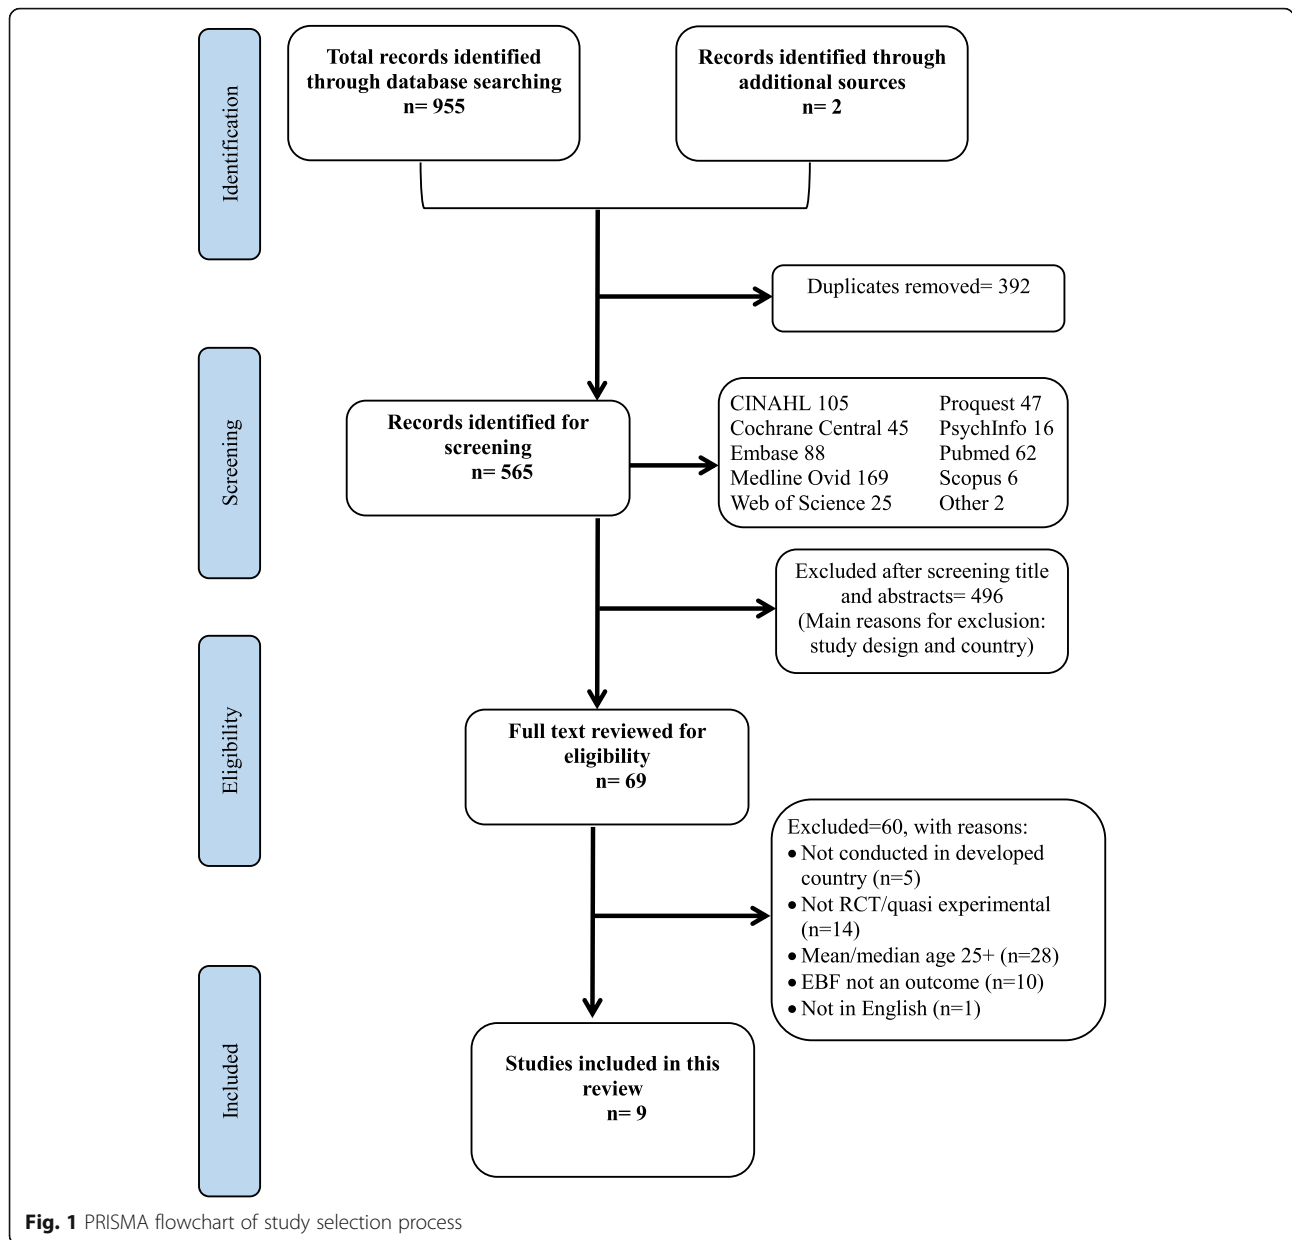 Identification
Total records identified
through database searching
n= 955
Records identified through
additional sources
n= 2
Duplicates removed= 392
Screening
Records identified for
screening
n= 565
CINAHL 105
Cochrane Central 45
Embase 88
Medline Ovid 169
Web of Science 25
Proquest 47
PsychInfo 16
Pubmed 62
Scopus 6
Other 2
Excluded after screening title
and abstracts= 496
(Main reasons for exclusion:
study design and country)
Eligibility
Full text reviewed for
eligibility
n= 69
Excluded=60, with reasons:
• Not conducted in developed
country (n=5)
• Not RCT/quasi experimental
(n=14)
• Mean/median age 25+ (n=28)
• EBF not an outcome (n=10)
• Not in English (n=1)
Included
Studies included in this
review
n= 9
Fig. 1 PRISMA flowchart of study selection process